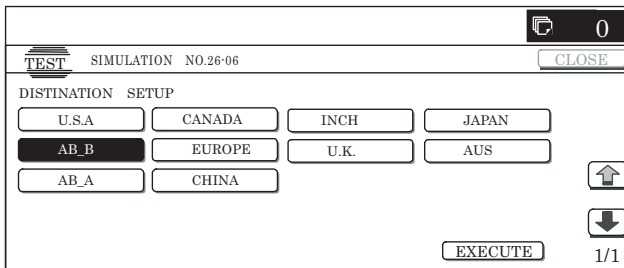 0
TEST SIMULATION NO.26-06 CLOSE
DISTINATION SETUP
U.S.A CANADA INCH JAPAN
AB_B EUROPE U.K. AUS
AB_A CHINA
EXECUTE 1/1